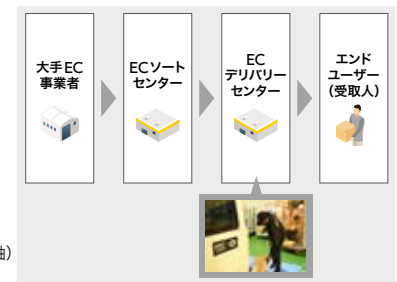 大手EC
事業者
ECソート
センター
EC
デリバリー
センター
エンド
ユーザー
（受取人）
軸）